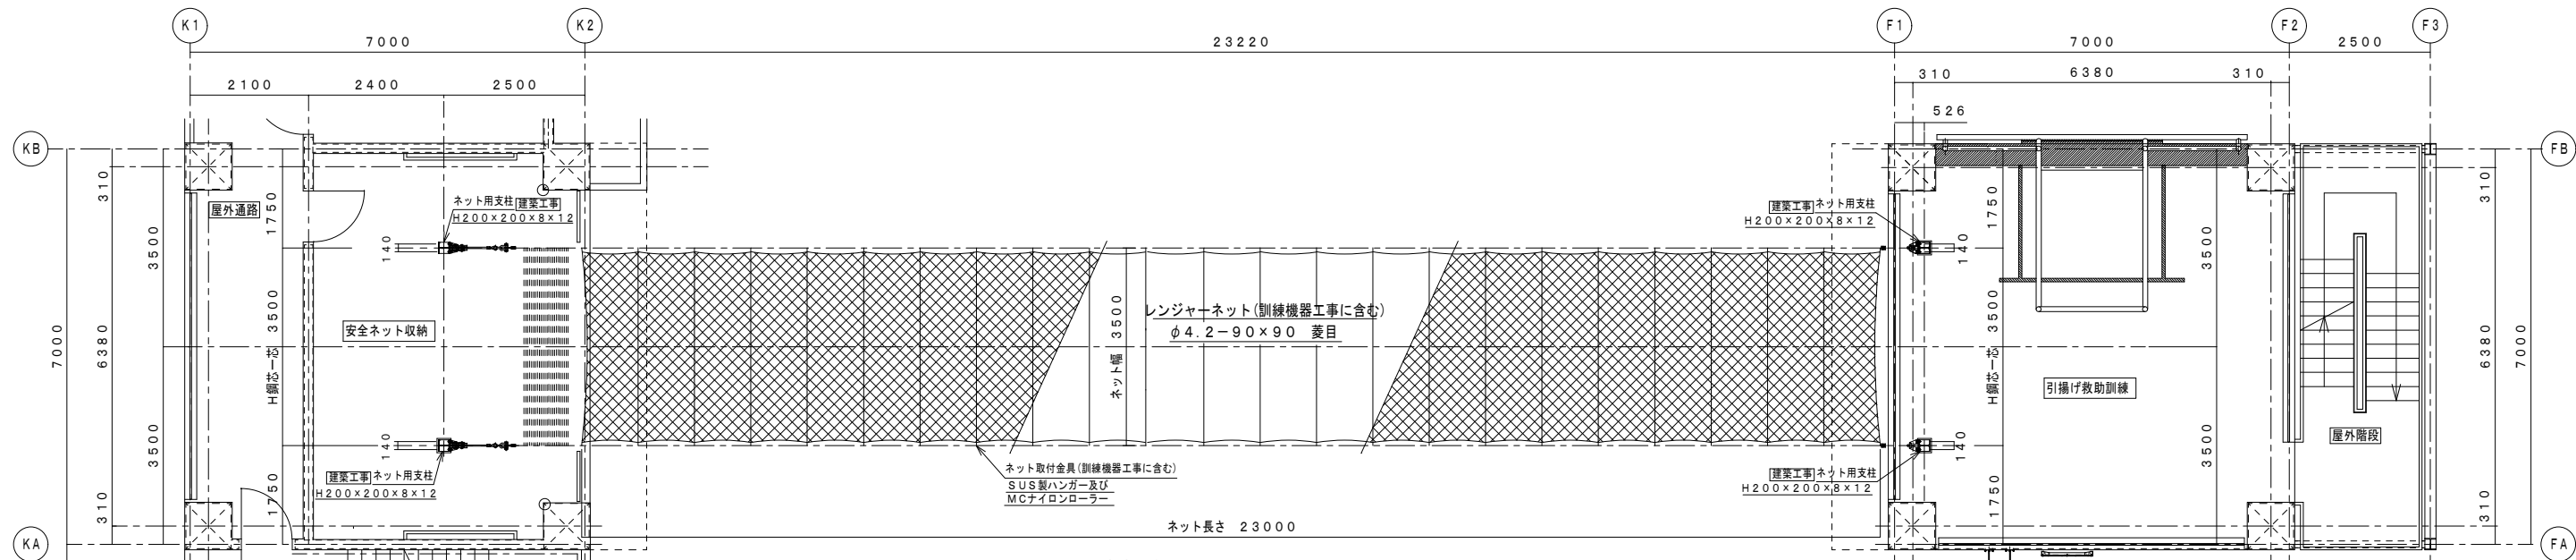 K1
K2
F1
F2
F3
7000
23220
7000
2500
2100
2400
2500
310
6380
310
526
KB
FB
310
1750
3500
屋外通路
ネット用支柱 建築工事
H200×200×8×12
140
建築工事 ネット用支柱
H200×200×8×12
140
1750
3500
310
7000
6380
H鋼芯−芯 3500
安全ネット収納
ネット幅 3500
レンジャーネット(訓練機器工事に含む)
φ4.2−90×90 菱目
H鋼芯−芯 3500
引揚げ救助訓練
6380
7000
屋外階段
140
建築工事 ネット用支柱
H200×200×8×12
3500
310
1750
ネット取付金具(訓練機器工事に含む)
SUS製ハンガー及び
MCナイロンローラー
140
建築工事 ネット用支柱
H200×200×8×12
1750
3500
310
ネット長さ 23000
KA
FA